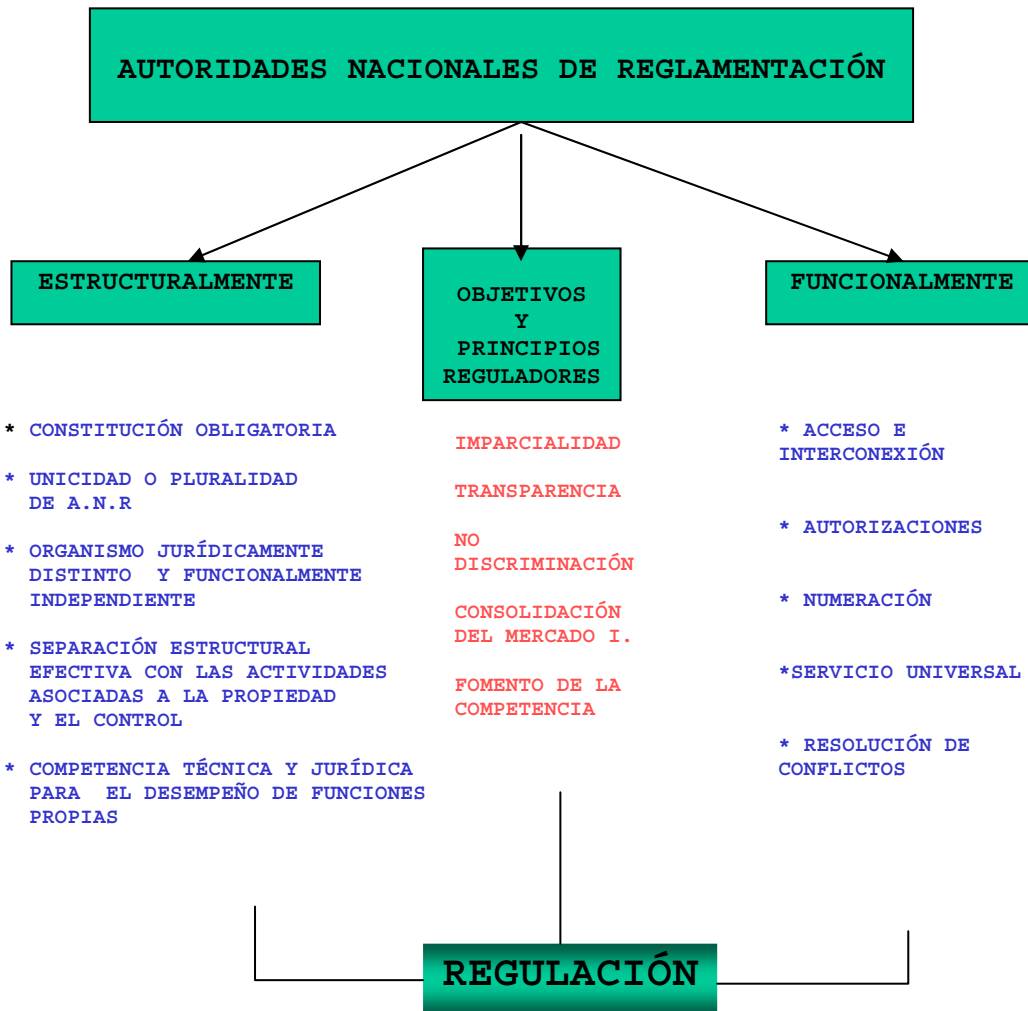 AUTORIDADES NACIONALES DE REGLAMENTACIÓN
ESTRUCTURALMENTE
* CONSTITUCIÓN OBLIGATORIA
* UNICIDAD O PLURALIDAD
DE A.N.R
* ORGANISMO JURÍDICAMENTE
DISTINTO Y FUNCIONALMENTE
INDEPENDIENTE
* SEPARACIÓN ESTRUCTURAL
EFECTIVA CON LAS ACTIVIDADES
ASOCIADAS A LA PROPIEDAD
Y EL CONTROL
* COMPETENCIA TÉCNICA Y JURÍDICA
PARA EL DESEMPEÑO DE FUNCIONES
PROPIAS
OBJETIVOS
Y
PRINCIPIOS
REGULADORES
IMPARCIALIDAD
TRANSPARENCIA
NO
DISCRIMINACIÓN
CONSOLIDACIÓN
DEL MERCADO I.
FOMENTO DE LA
COMPETENCIA
FUNCIONALMENTE
* ACCESO E
INTERCONEXIÓN
* AUTORIZACIONES
* NUMERACIÓN
*SERVICIO UNIVERSAL
* RESOLUCIÓN DE
CONFLICTOS
REGULACIÓN